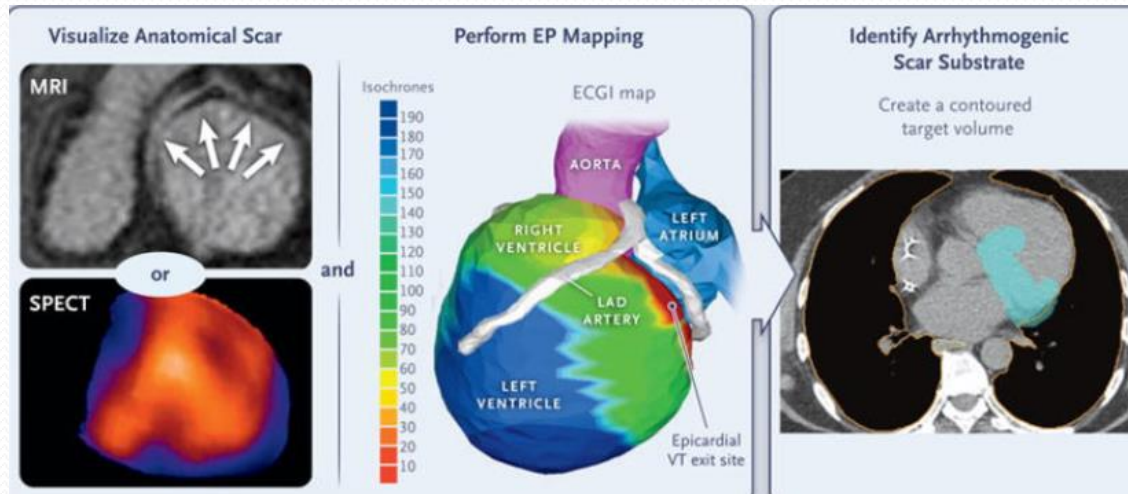 Visualize Anatomical Scar
MRI
or
SPECT
and
Perform EP Mapping
Isochrones
190
180
170
160
150
140
130
120
110
100
90
80
70
60
50
40
30
20
10
ECGI map
AORTA
LEFT
ATRIUM
RIGHT
VENTRICLE
LAD
ARTERY
LEFT
VENTRICLE
Epicardial
VT exit site
Identify Arrhythmogenic
Scar Substrate
Create a contoured
target volume